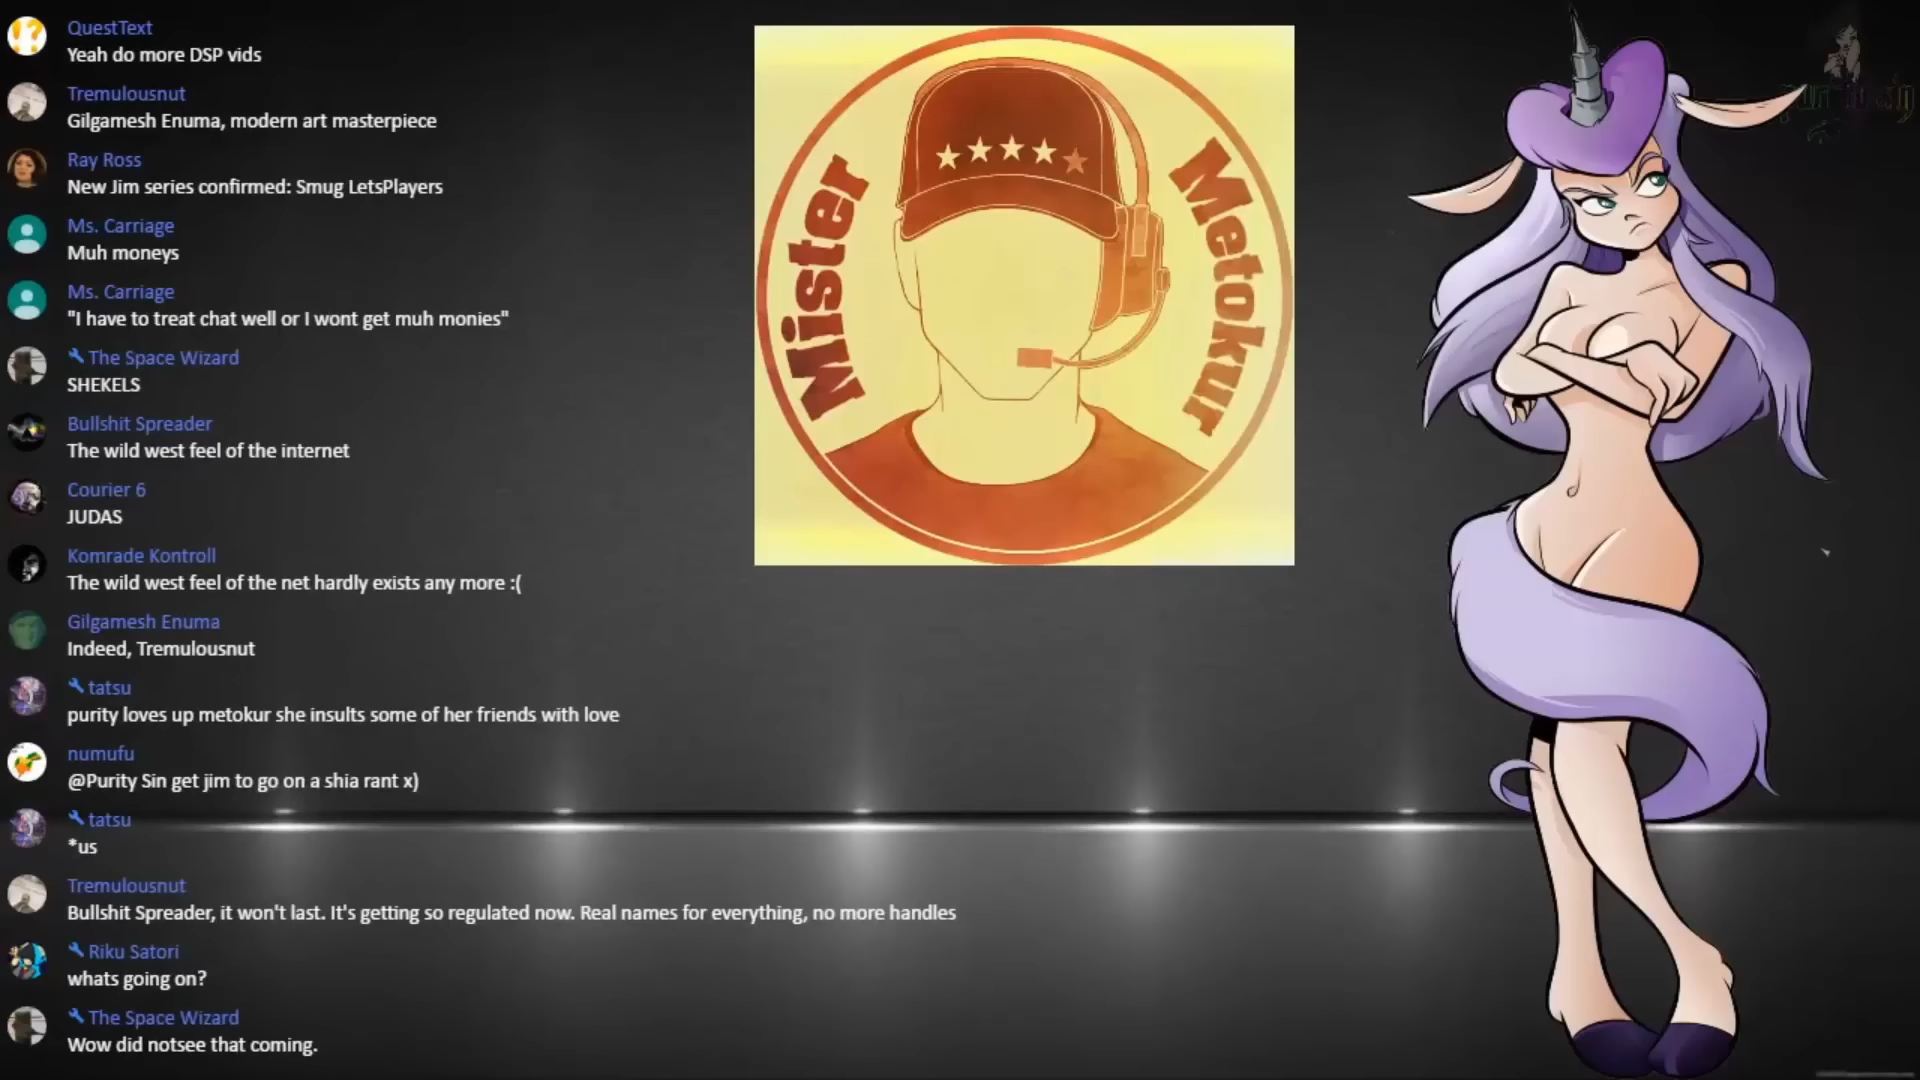 QuestText
Yeah do more DSP vids
Tremulousnut
Gilgamesh Enuma, modern art masterpiece
Ray Ross
New Jim series confirmed: Smug LetsPlayers
Ms. Carriage
Muh moneys
Ms. Carriage
"I have to treat chat well or I wont get muh monies"
The Space Wizard
SHEKELS
Bullshit Spreader
The wild west feel of the internet
Courier 6
JUDAS
Komrade Kontroll
The wild west feel of the net hardly exists any more :(
Gilgamesh Enuma
Indeed, Tremulousnut
tatsu
purity loves up metokur she insults some of her friends with love
numufu
@Purity Sin get jim to go on a shia rant x)
tatsu
*us
Tremulousnut
Bullshit Spreader, it won't last. It's getting so regulated now. Real names for everything, no more handles
Riku Satori
whats going on?
The Space Wizard
Wow did notsee that coming.
Mister
Metokur